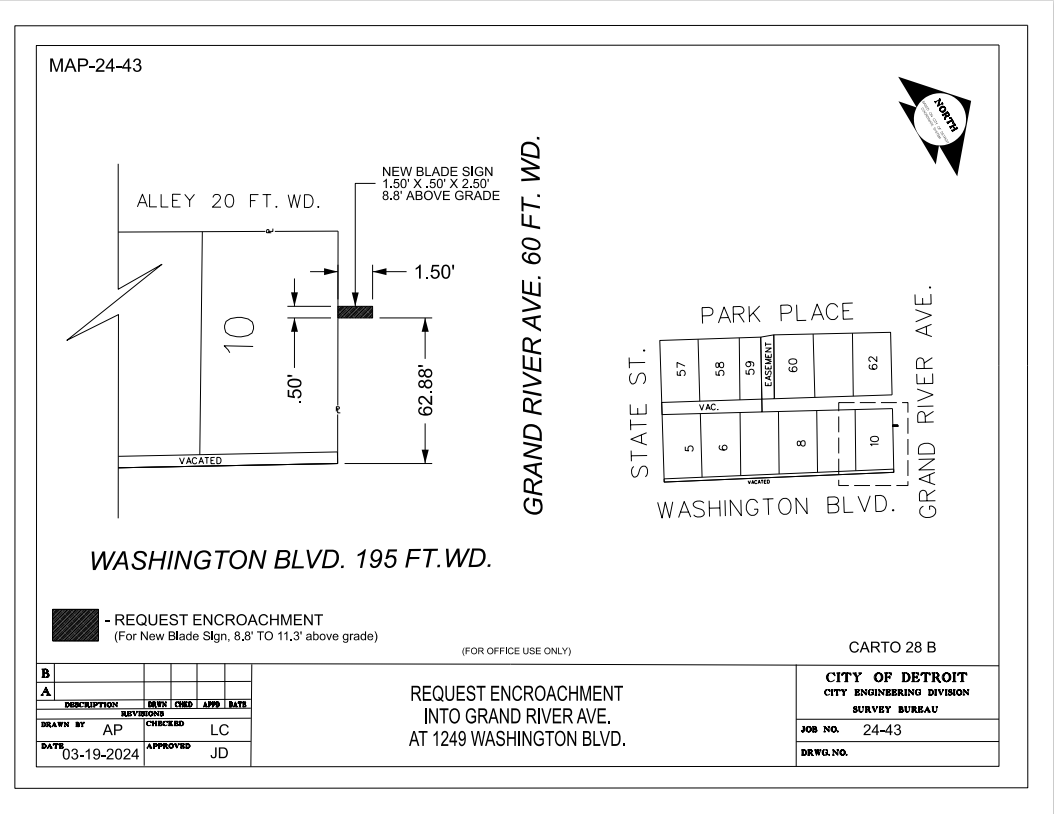 MAP-24-43
NORTH
NEW BLADE SIGN
1.50' X .50' X 2.50'
8.8' ABOVE GRADE
ALLEY 20 FT. WD.
1.50'
10
.50'
62.88'
VACATED
GRAND RIVER AVE. 60 FT. WD.
WASHINGTON BLVD. 195 FT.WD.
PARK PLACE
STATE ST.
GRAND RIVER AVE.
57
58
59
EASEMENT
60
62
VAC.
5
6
8
10
VACATED
WASHINGTON BLVD.
- REQUEST ENCROACHMENT
(For New Blade SIgn, 8.8' TO 11.3' above grade)
(FOR OFFICE USE ONLY)
CARTO 28 B
B
A
DESCRIPTION DRWN CHKD APPD DATE
REVISIONS
DRAWN BY AP CHECKED LC
DATE 03-19-2024 APPROVED JD
REQUEST ENCROACHMENT
INTO GRAND RIVER AVE.
AT 1249 WASHINGTON BLVD.
CITY OF DETROIT
CITY ENGINEERING DIVISION
SURVEY BUREAU
JOB NO. 24-43
DRWG. NO.